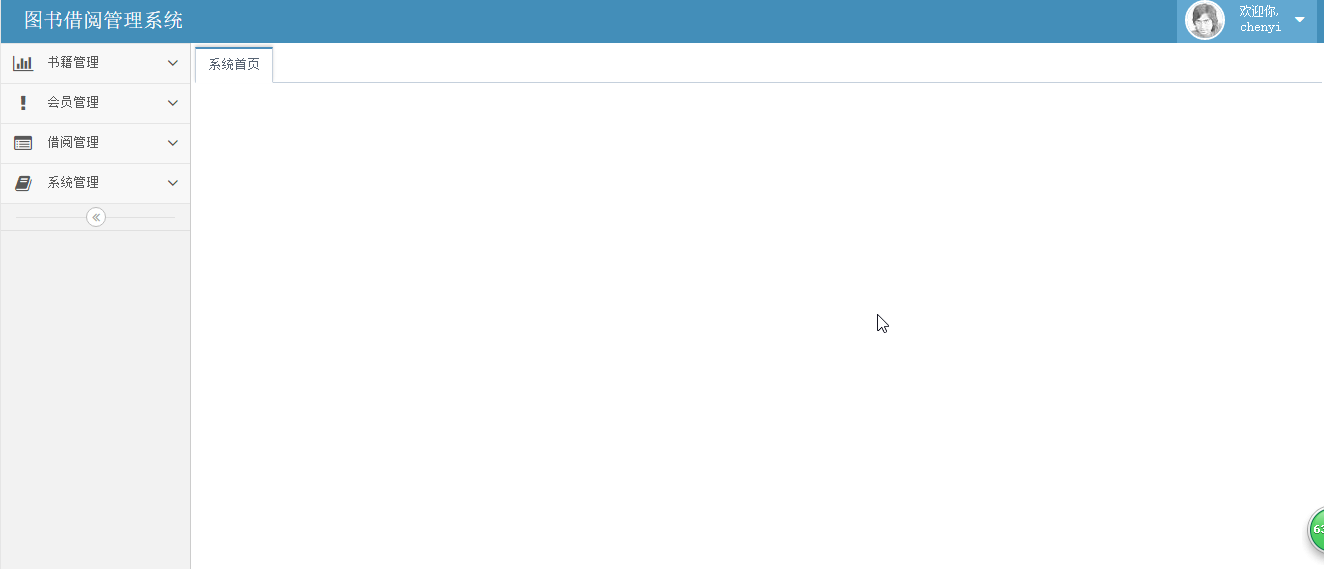 图书借阅管理系统
欢迎你,
chenyi
书籍管理
系统首页
会员管理
借阅管理
系统管理